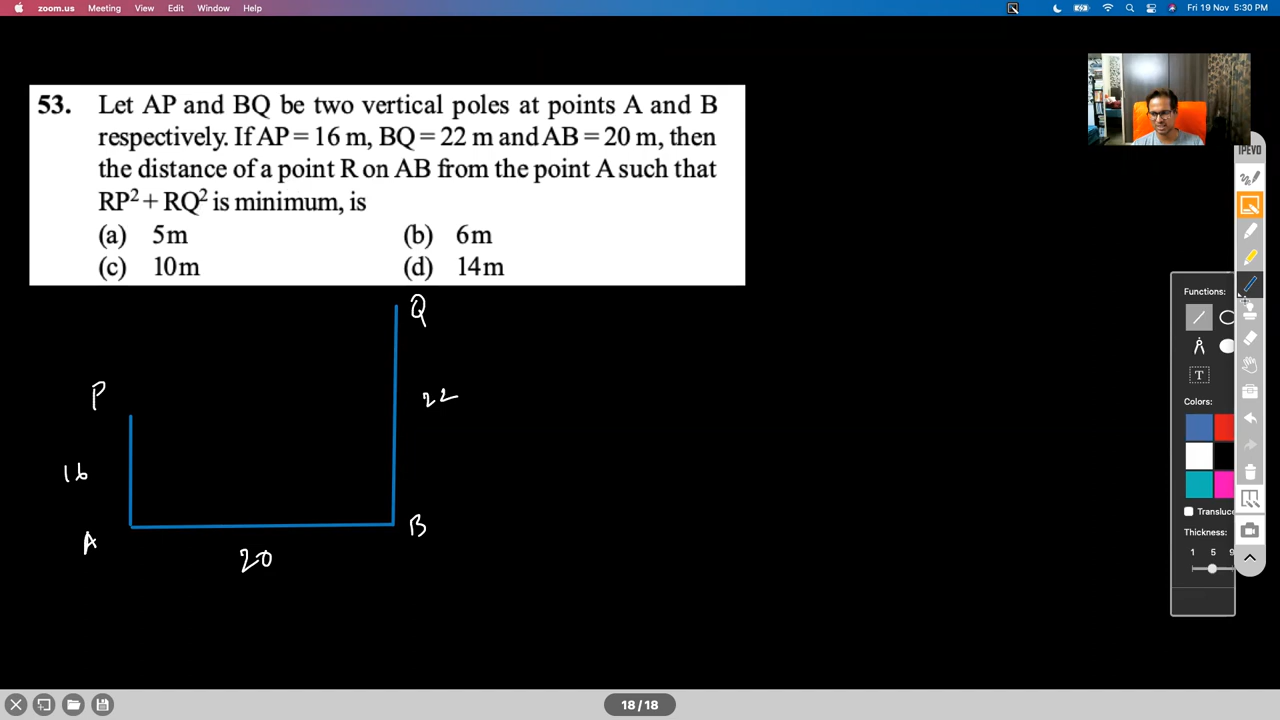 zoom.us Meeting View Edit Window Help Fri 19 Nov 5:30 PM
53. Let AP and BQ be two vertical poles at points A and B
respectively. If AP = 16 m, BQ = 22 m and AB = 20 m, then
the distance of a point R on AB from the point A such that
RP² + RQ² is minimum, is
(a) 5m (b) 6m
(c) 10m (d) 14m
IPEVO
Functions:
T
Colors:
Transluc
Thickness:
1 5 9
Q
P
22
16
A
B
20
18 / 18